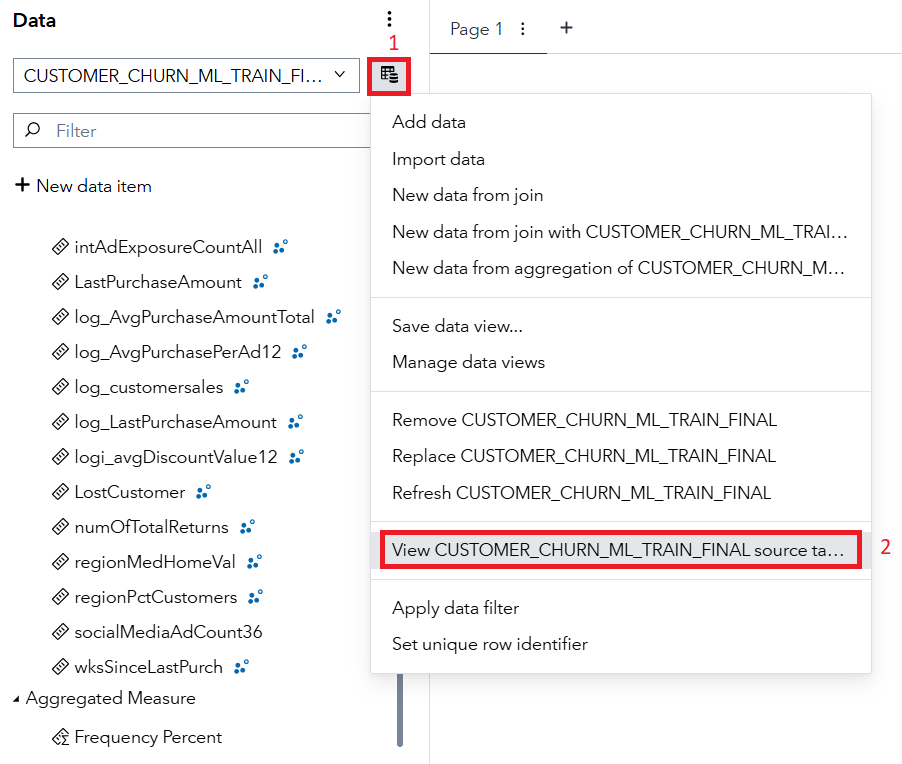 Data
1
Page 1
CUSTOMER_CHURN_ML_TRAIN_FI...
Filter
New data item
intAdExposureCountAll
LastPurchaseAmount
log_AvgPurchaseAmountTotal
log_AvgPurchasePerAd12
log_customersales
log_LastPurchaseAmount
logi_avgDiscountValue12
LostCustomer
numOfTotalReturns
regionMedHomeVal
regionPctCustomers
socialMediaAdCount36
wksSinceLastPurch
Aggregated Measure
Frequency Percent
Add data
Import data
New data from join
New data from join with CUSTOMER_CHURN_ML_TRAI...
New data from aggregation of CUSTOMER_CHURN_M...
Save data view...
Manage data views
Remove CUSTOMER_CHURN_ML_TRAIN_FINAL
Replace CUSTOMER_CHURN_ML_TRAIN_FINAL
Refresh CUSTOMER_CHURN_ML_TRAIN_FINAL
View CUSTOMER_CHURN_ML_TRAIN_FINAL source ta...
2
Apply data filter
Set unique row identifier